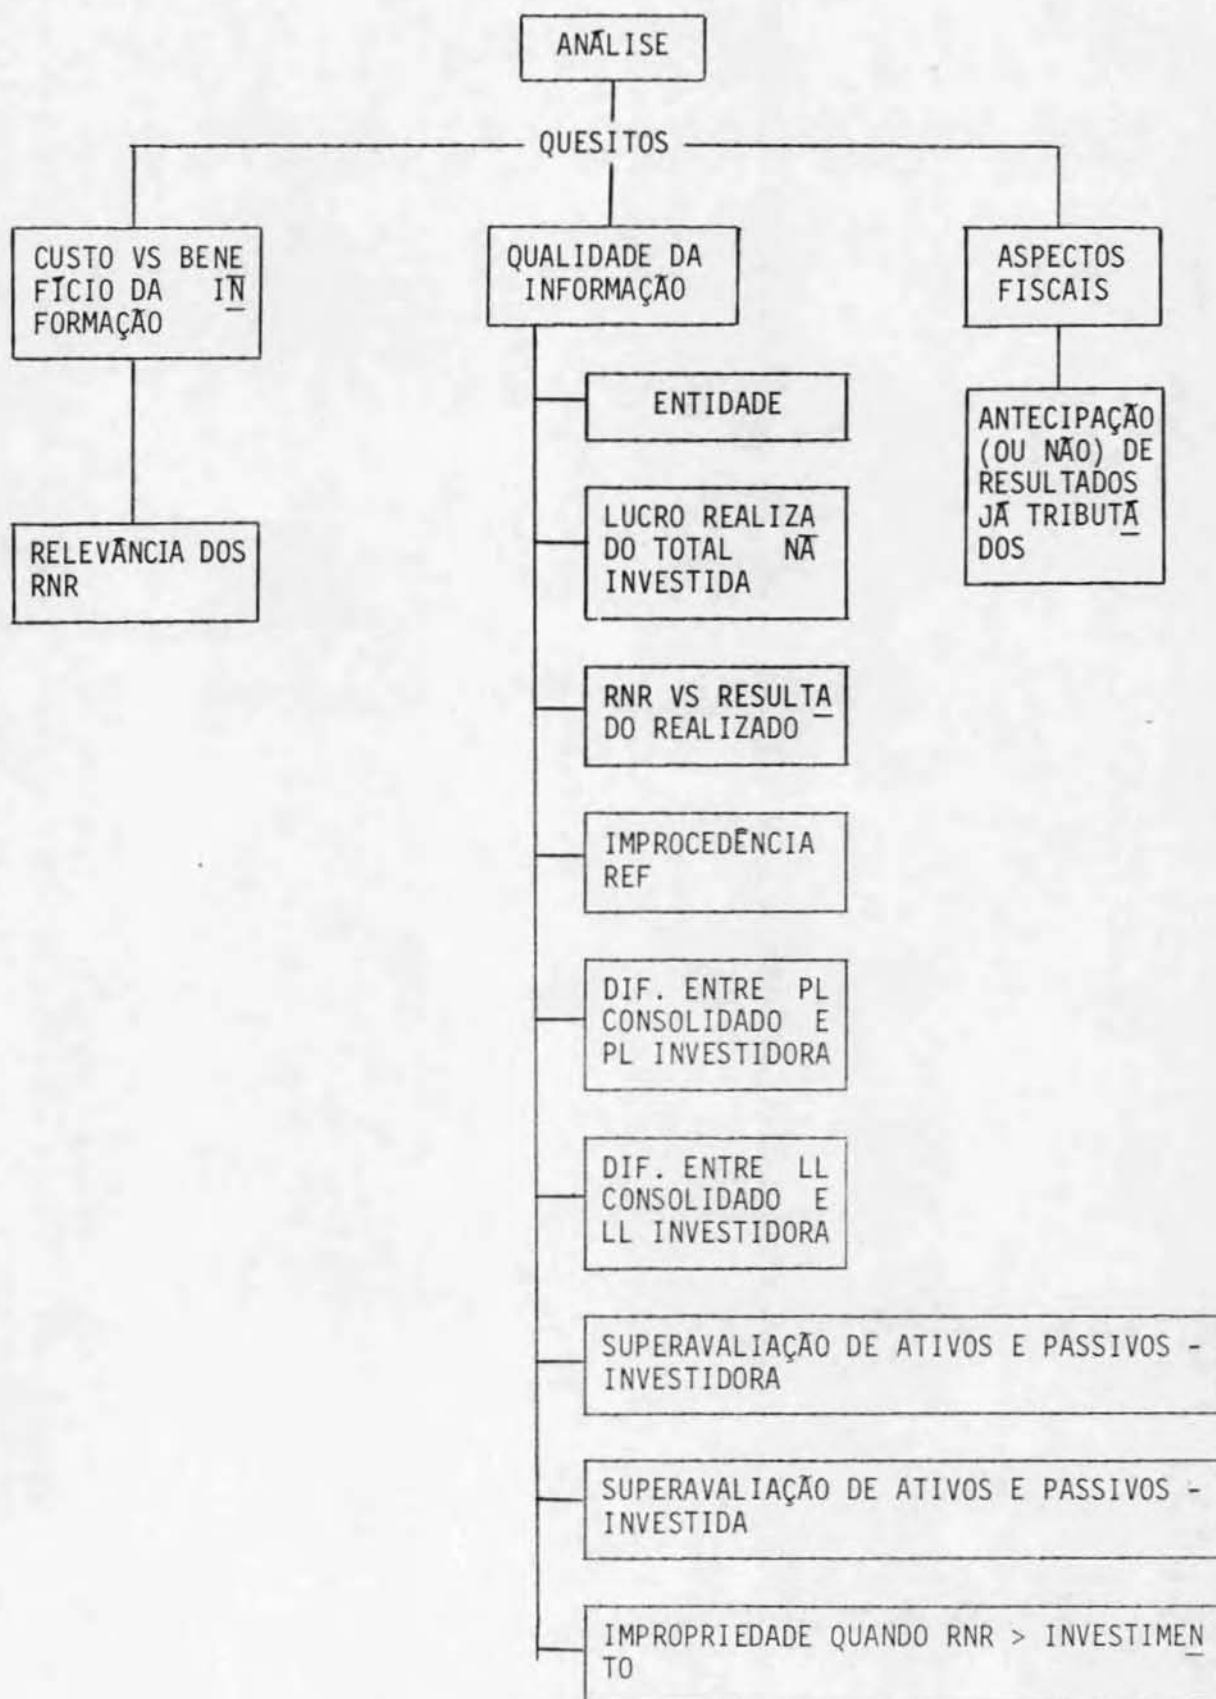 ANÁLISE
QUESITOS
CUSTO VS BENE
FÍCIO DA IN
FORMAÇÃO
RELEVÂNCIA DOS
RNR
QUALIDADE DA
INFORMAÇÃO
ENTIDADE
LUCRO REALIZA
DO TOTAL NA
INVESTIDA
RNR VS RESULTA
DO REALIZADO
IMPROCEDÊNCIA
REF
DIF. ENTRE PL
CONSOLIDADO E
PL INVESTIDORA
DIF. ENTRE LL
CONSOLIDADO E
LL INVESTIDORA
SUPERAVALIAÇÃO DE ATIVOS E PASSIVOS -
INVESTIDORA
SUPERAVALIAÇÃO DE ATIVOS E PASSIVOS -
INVESTIDA
IMPROPRIEDADE QUANDO RNR > INVESTIMEN
TO
ASPECTOS
FISCAIS
ANTECIPAÇÃO
(OU NÃO) DE
RESULTADOS
JÁ TRIBUTA
DOS